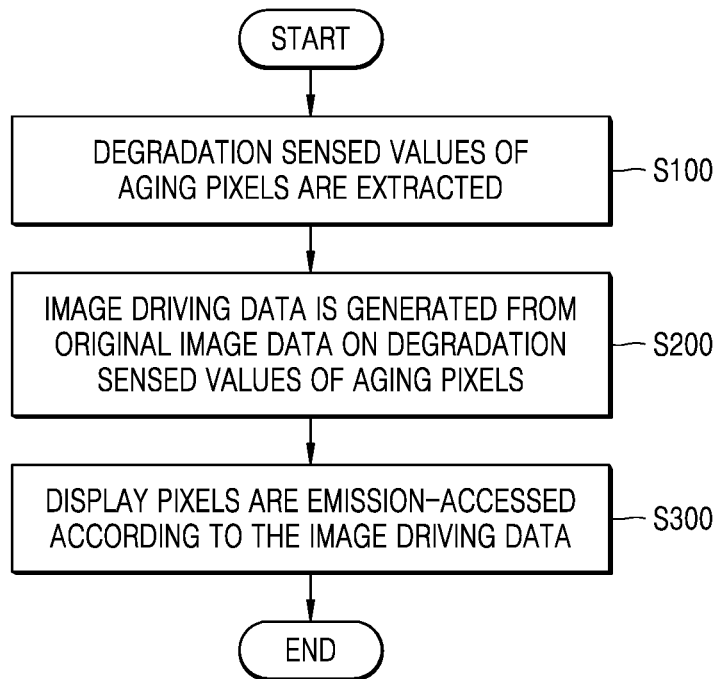 START
DEGRADATION SENSED VALUES OF
AGING PIXELS ARE EXTRACTED
S100
IMAGE DRIVING DATA IS GENERATED FROM
ORIGINAL IMAGE DATA ON DEGRADATION
SENSED VALUES OF AGING PIXELS
S200
DISPLAY PIXELS ARE EMISSION-ACCESSED
ACCORDING TO THE IMAGE DRIVING DATA
S300
END